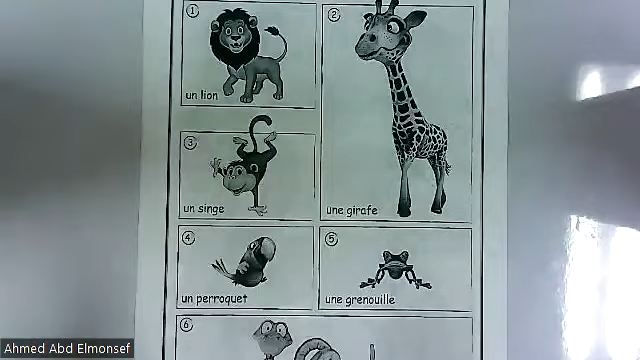 1
un lion
2
une girafe
3
un singe
4
un perroquet
5
une grenouille
6
Ahmed Abd Elmonsef